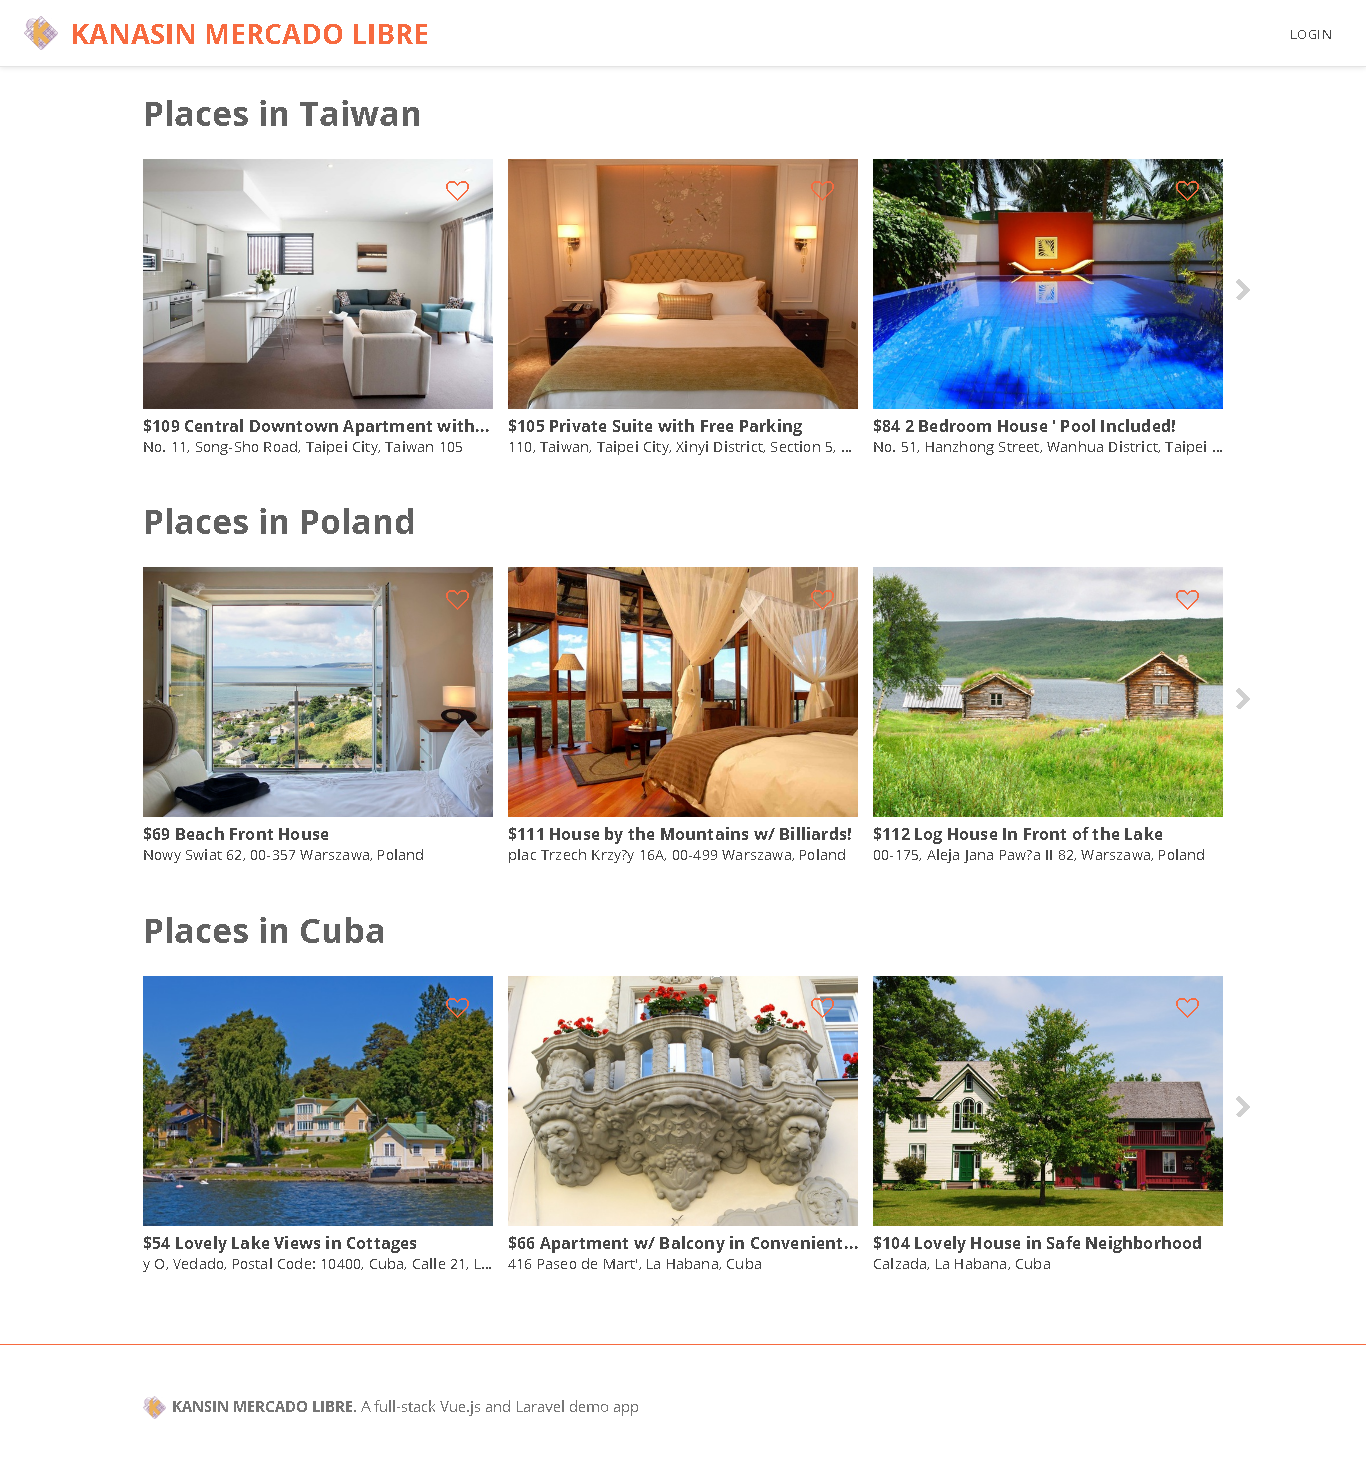 KANASIN MERCADO LIBRE
LOGIN
Places in Taiwan
$109 Central Downtown Apartment with...
No. 11, Song-Sho Road, Taipei City, Taiwan 105
$105 Private Suite with Free Parking
110, Taiwan, Taipei City, Xinyi District, Section 5, ...
$84 2 Bedroom House ' Pool Included!
No. 51, Hanzhong Street, Wanhua District, Taipei ...
Places in Poland
$69 Beach Front House
Nowy Swiat 62, 00-357 Warszawa, Poland
$111 House by the Mountains w/ Billiards!
plac Trzech Krzy?y 16A, 00-499 Warszawa, Poland
$112 Log House In Front of the Lake
00-175, Aleja Jana Paw?a II 82, Warszawa, Poland
Places in Cuba
$54 Lovely Lake Views in Cottages
y O, Vedado, Postal Code: 10400, Cuba, Calle 21, L...
$66 Apartment w/ Balcony in Convenient...
416 Paseo de Mart', La Habana, Cuba
$104 Lovely House in Safe Neighborhood
Calzada, La Habana, Cuba
KANSIN MERCADO LIBRE. A full-stack Vue.js and Laravel demo app